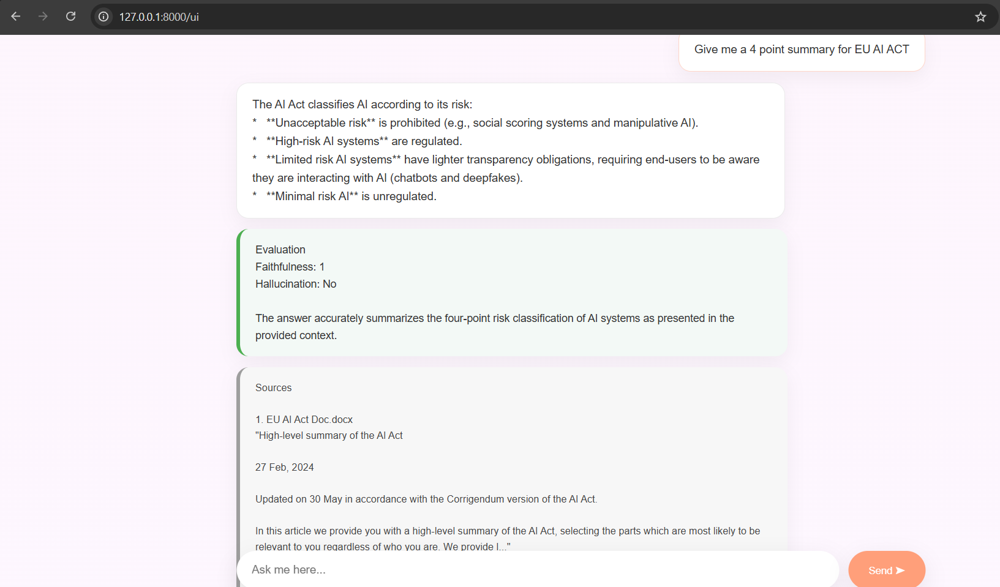 127.0.0.1:8000/ui
Give me a 4 point summary for EU AI ACT
The AI Act classifies AI according to its risk:
*   **Unacceptable risk** is prohibited (e.g., social scoring systems and manipulative AI).
*   **High-risk AI systems** are regulated.
*   **Limited risk AI systems** have lighter transparency obligations, requiring end-users to be aware
they are interacting with AI (chatbots and deepfakes).
*   **Minimal risk AI** is unregulated.
Evaluation
Faithfulness: 1
Hallucination: No
The answer accurately summarizes the four-point risk classification of AI systems as presented in the
provided context.
Sources
1. EU AI Act Doc.docx
"High-level summary of the AI Act
27 Feb, 2024
Updated on 30 May in accordance with the Corrigendum version of the AI Act.
In this article we provide you with a high-level summary of the AI Act, selecting the parts which are most likely to be
relevant to you regardless of who you are. We provide l..."
Ask me here...
Send ➤